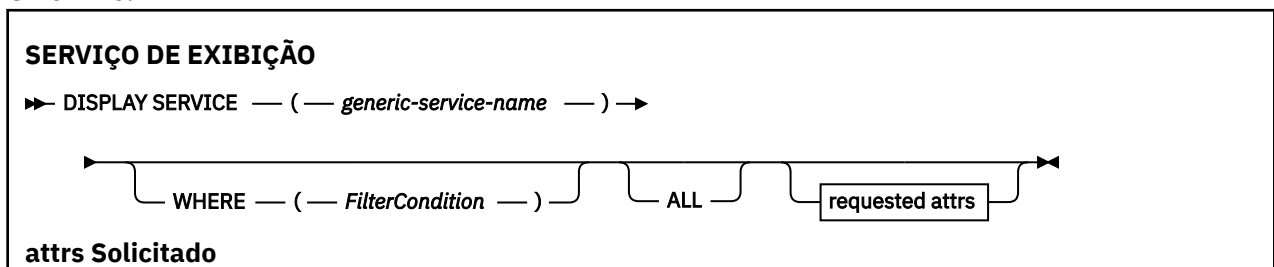 SERVIÇO DE EXIBIÇÃO
DISPLAY SERVICE ( generic-service-name )
WHERE ( FilterCondition ) ALL requested attrs
attrs Solicitado